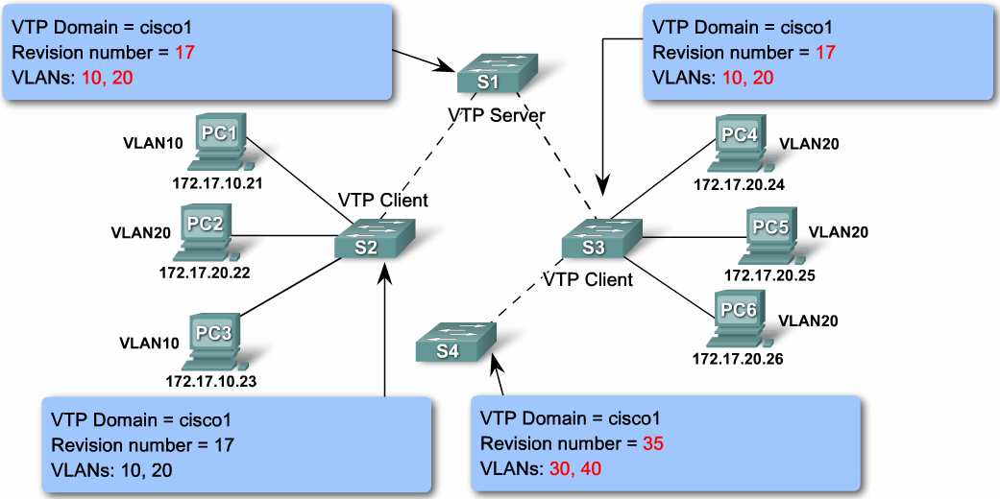 VTP Domain = cisco1
Revision number = 17
VLANs: 10, 20
VTP Domain = cisco1
Revision number = 17
VLANs: 10, 20
S1
VTP Server
PC1
VLAN10
172.17.10.21
PC4
VLAN20
172.17.20.24
VTP Client
PC2
VLAN20
172.17.20.22
S2
S3
VTP Client
PC5
VLAN20
172.17.20.25
PC3
VLAN10
172.17.10.23
S4
PC6
VLAN20
172.17.20.26
VTP Domain = cisco1
Revision number = 17
VLANs: 10, 20
VTP Domain = cisco1
Revision number = 35
VLANs: 30, 40